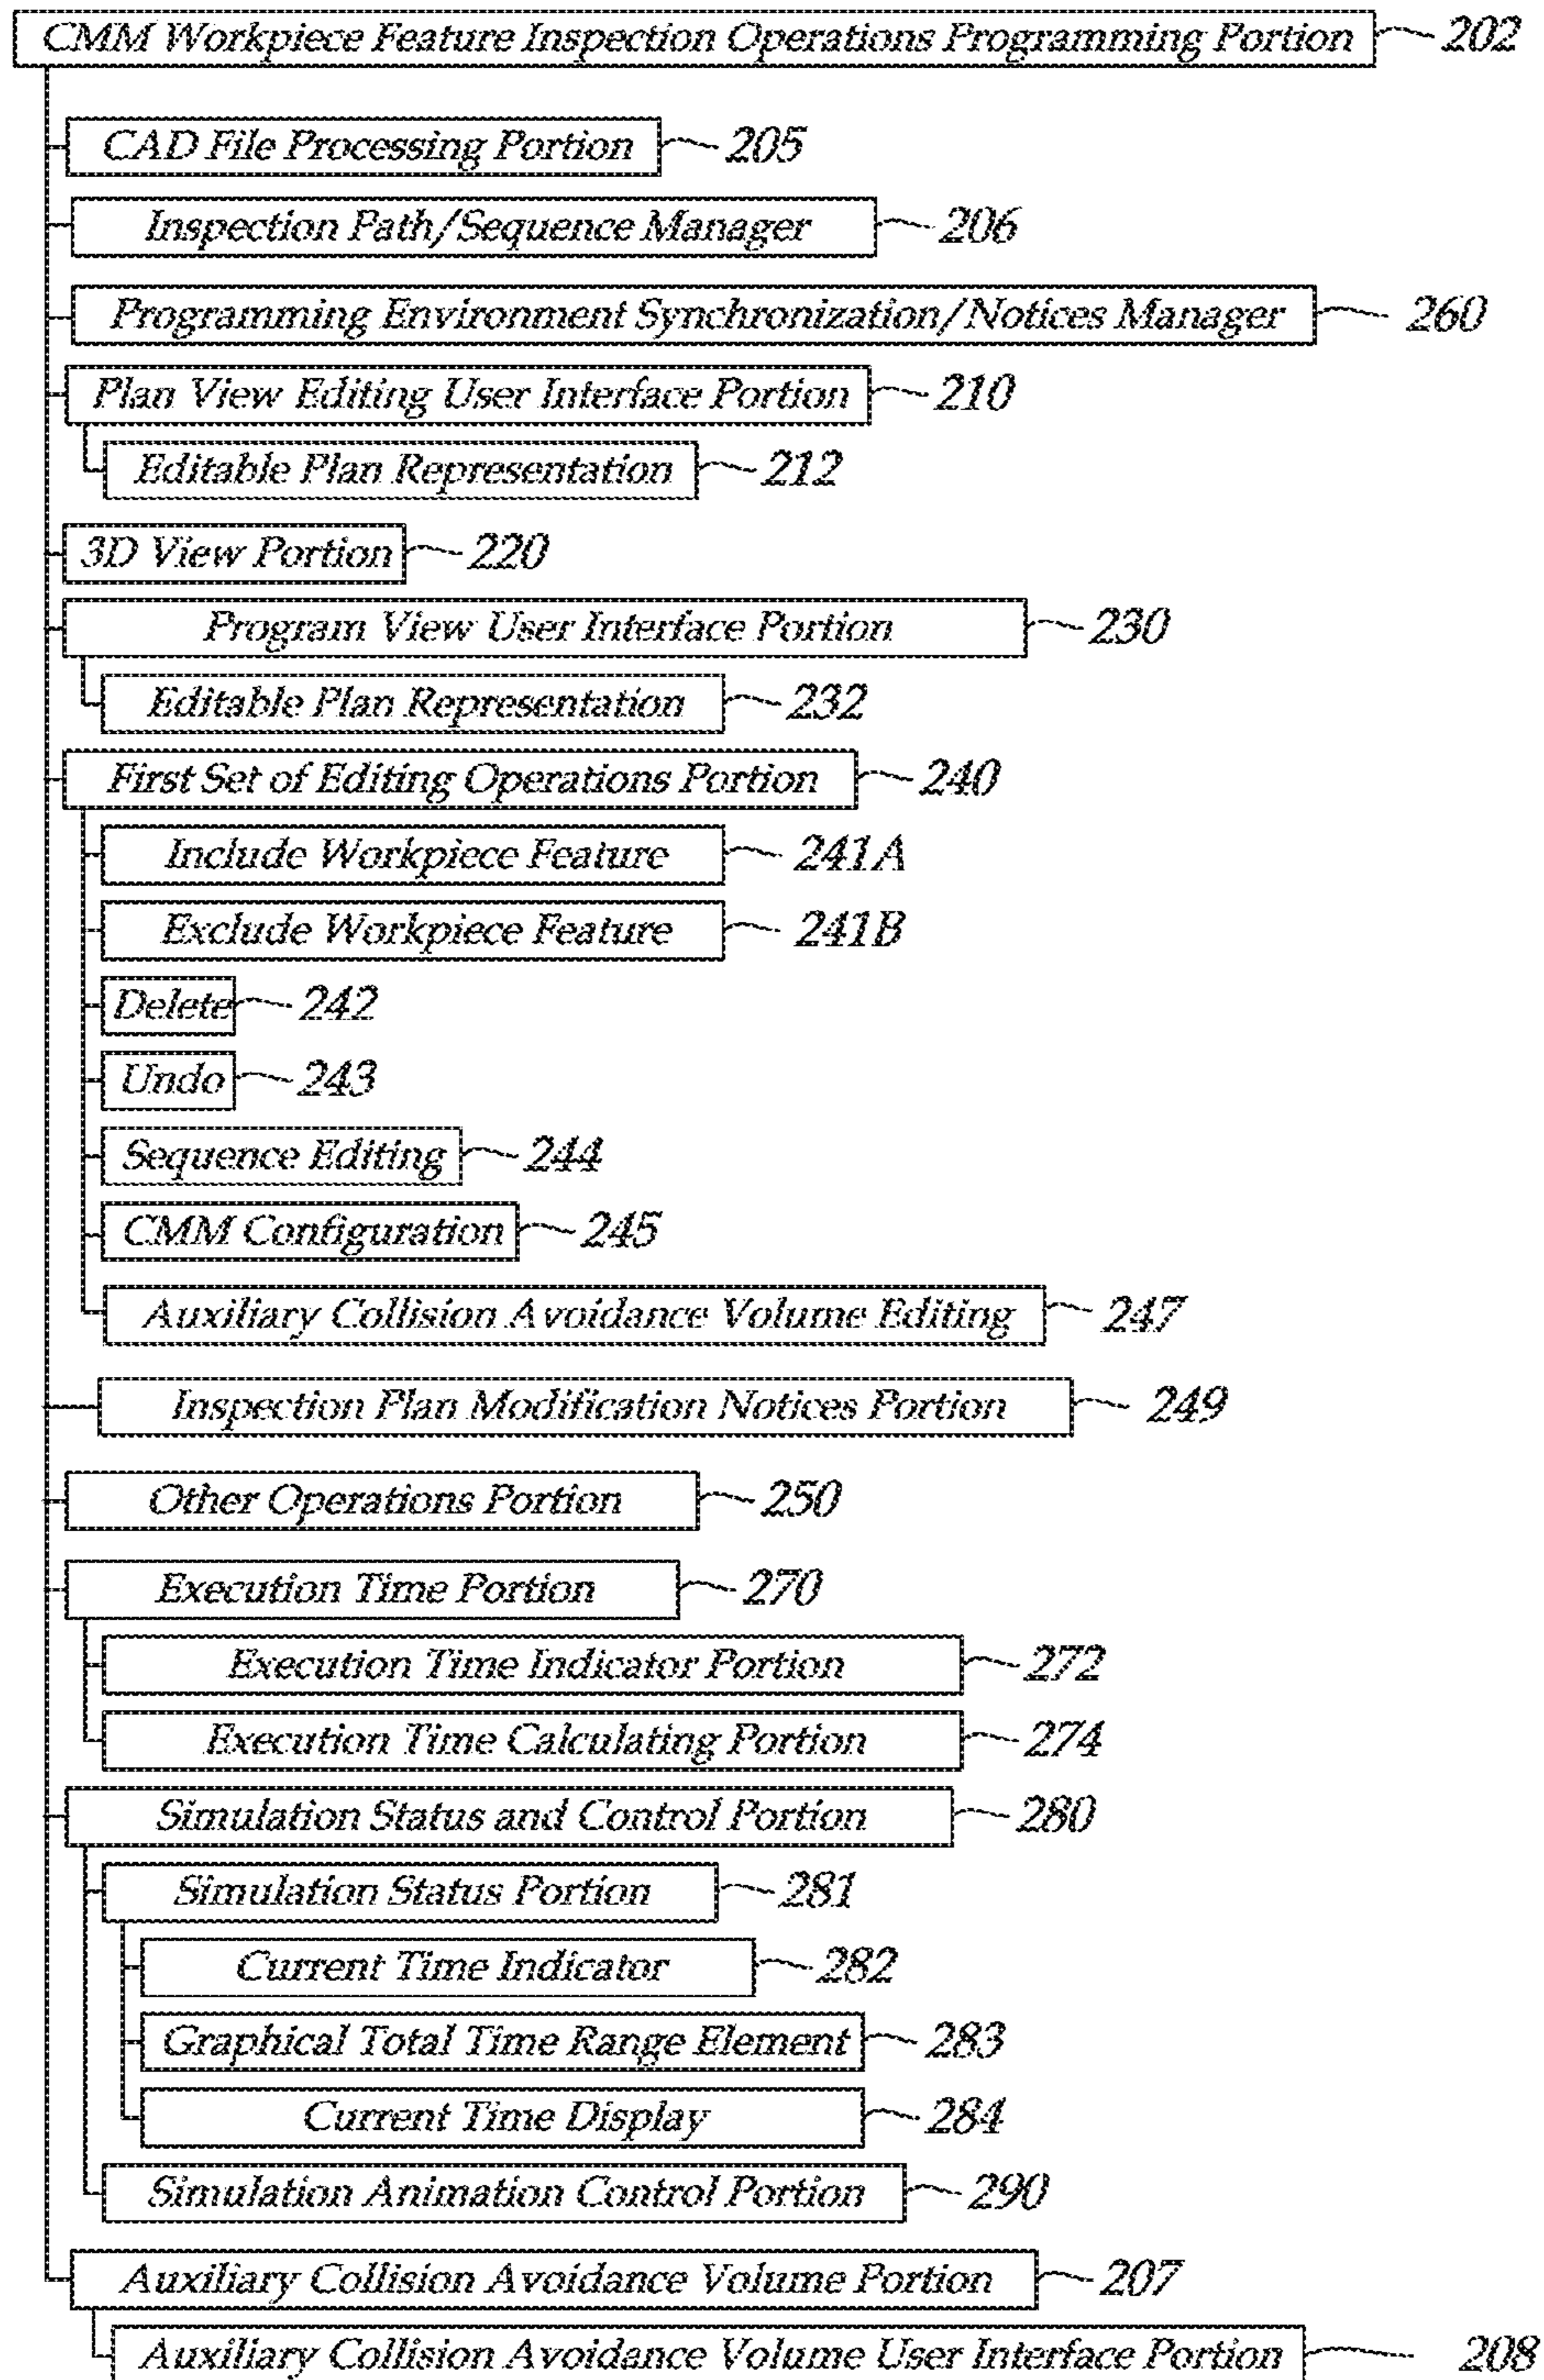 CMM Workpiece Feature Inspection Operations Programming Portion 202
CAD File Processing Portion 205
Inspection Path/Sequence Manager 206
Programming Environment Synchronization/Notices Manager 260
Plan View Editing User Interface Portion 210
Editable Plan Representation 212
3D View Portion 220
Program View User Interface Portion 230
Editable Plan Representation 232
First Set of Editing Operations Portion 240
Include Workpiece Feature 241A
Exclude Workpiece Feature 241B
Delete 242
Undo 243
Sequence Editing 244
CMM Configuration 245
Auxiliary Collision Avoidance Volume Editing 247
Inspection Plan Modification Notices Portion 249
Other Operations Portion 250
Execution Time Portion 270
Execution Time Indicator Portion 272
Execution Time Calculating Portion 274
Simulation Status and Control Portion 280
Simulation Status Portion 281
Current Time Indicator 282
Graphical Total Time Range Element 283
Current Time Display 284
Simulation Animation Control Portion 290
Auxiliary Collision Avoidance Volume Portion 207
Auxiliary Collision Avoidance Volume User Interface Portion 208